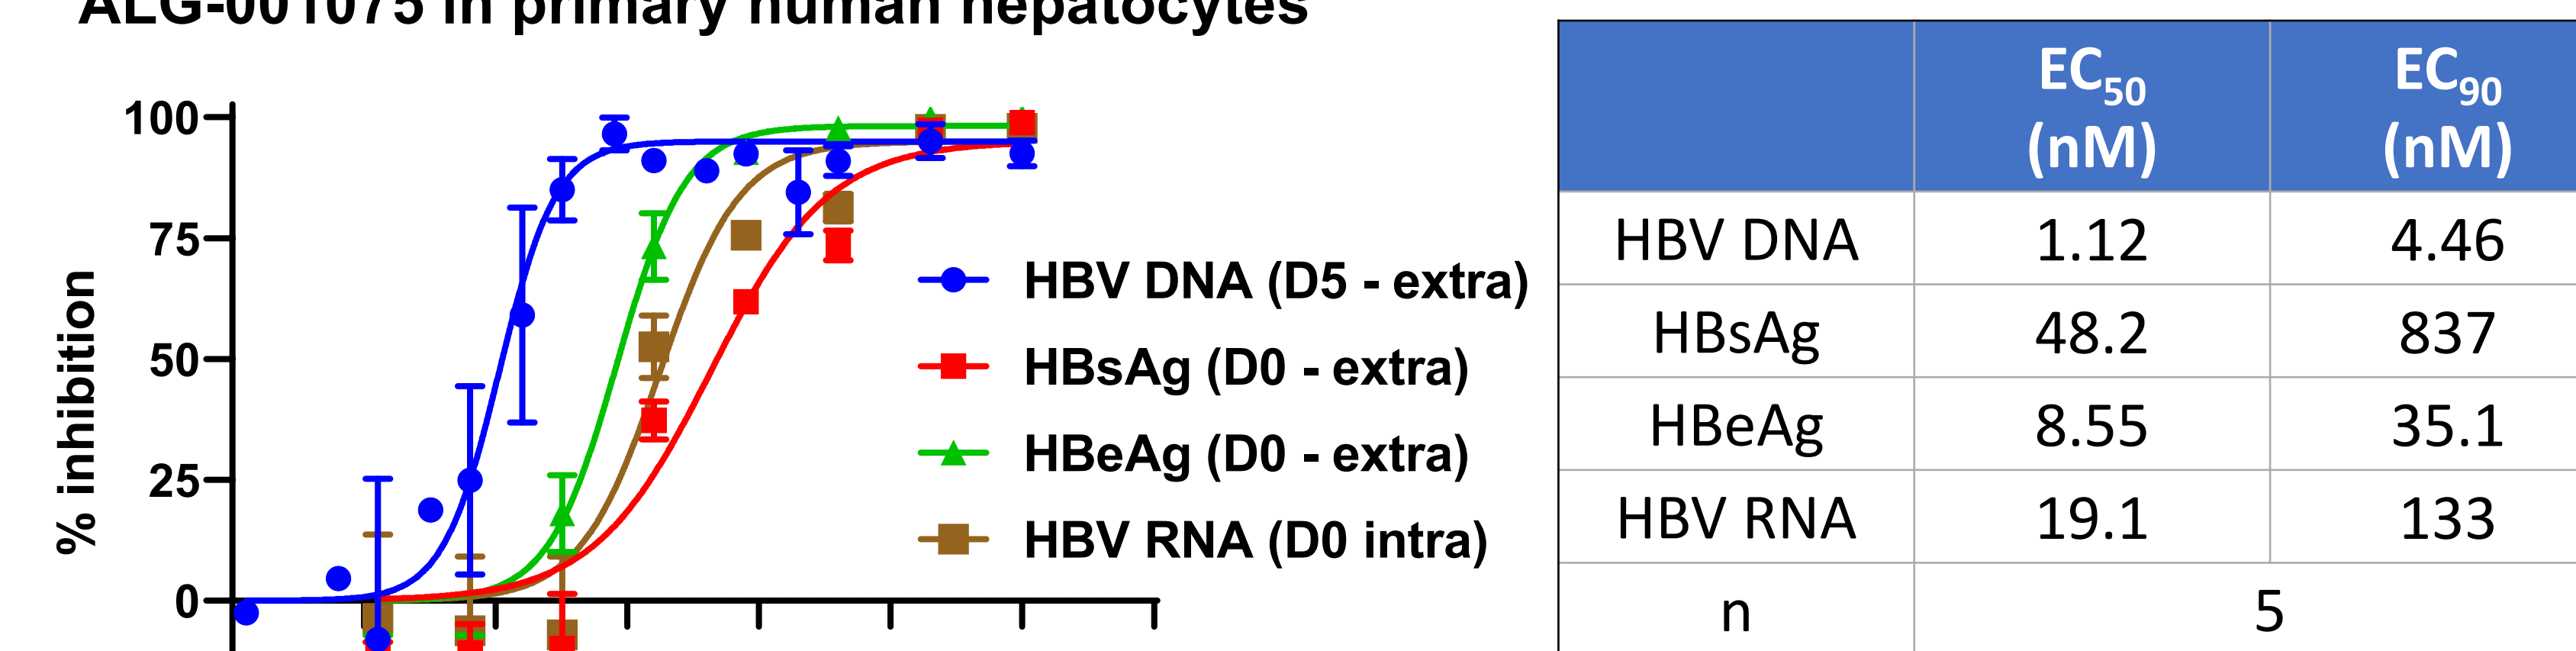 ALG-001075 in primary human hepatocytes
100
75
50
25
0
% inhibition
HBV DNA (D5 - extra)
HBsAg (D0 - extra)
HBeAg (D0 - extra)
HBV RNA (D0 intra)
EC50 (nM) EC90 (nM)
HBV DNA 1.12 4.46
HBsAg 48.2 837
HBeAg 8.55 35.1
HBV RNA 19.1 133
n 5